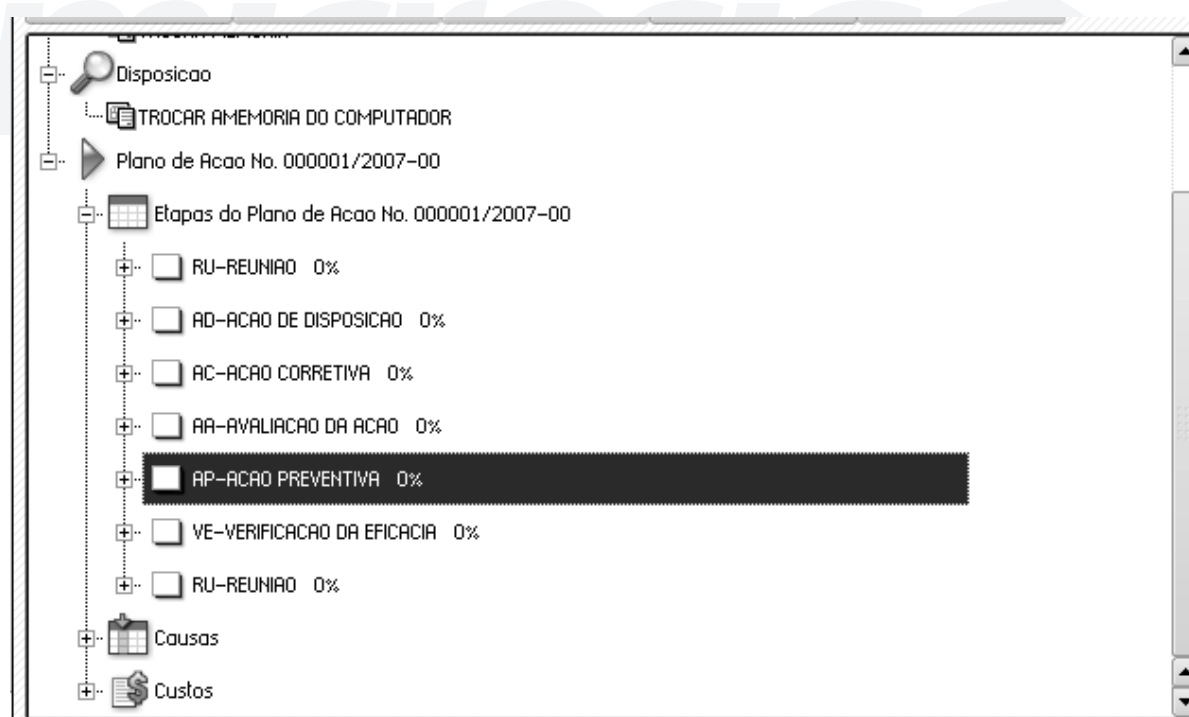 Disposicao
TROCAR AMEMORIA DO COMPUTADOR
Plano de Acao No. 000001/2007-00
Etapas do Plano de Acao No. 000001/2007-00
RU-REUNIAO 0%
AD-ACAO DE DISPOSICAO 0%
AC-ACAO CORRETIVA 0%
AA-AVALIACAO DA ACAO 0%
AP-ACAO PREVENTIVA 0%
VE-VERIFICACAO DA EFICACIA 0%
RU-REUNIAO 0%
Causas
Custos